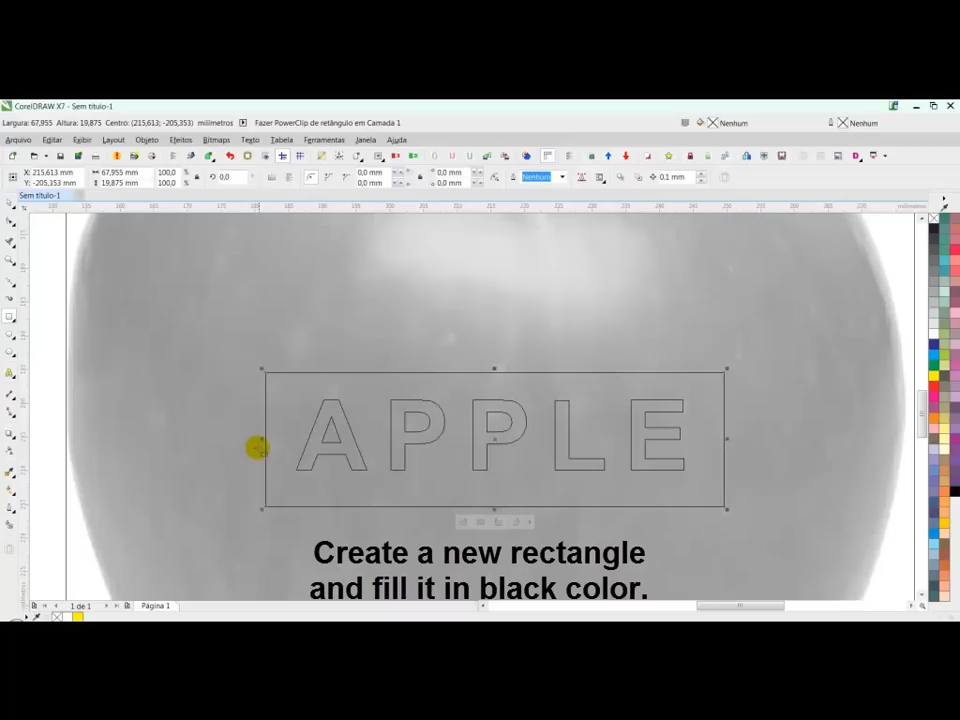 CorelDRAW X7 - Sem título-1
Largura: 67,955 Altura: 19,875 Centro: (215,613; -205,353) milímetros Fazer PowerClip de retângulo em Camada 1 Nenhum Nenhum
Arquivo Editar Exibir Layout Objeto Efeitos Bitmaps Texto Tabela Ferramentas Janela Ajuda
X: 215,613 mm 67,955 mm 100,0 % 0,0 ° 0,0 mm 0,0 mm Nenhum 0,1 mm
Y: -205,353 mm 19,875 mm 100,0 % 0,0 mm 0,0 mm
Sem título-1
milímetros
APPLE
Create a new rectangle
and fill it in black color.
1 de 1 Página 1